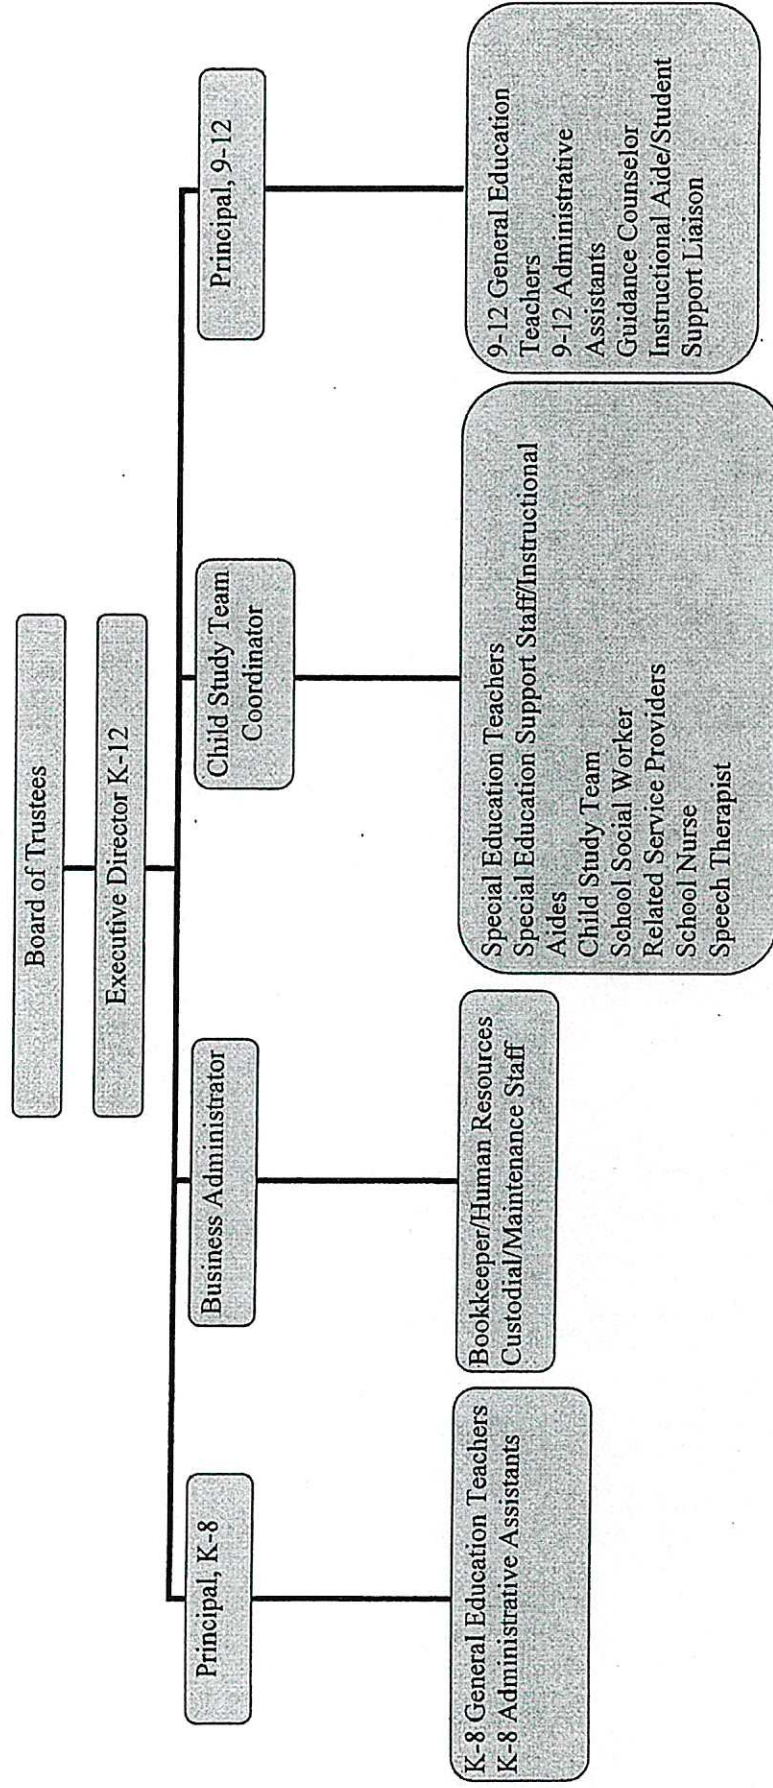 Board of Trustees
Executive Director K-12
Principal, K-8
Business Administrator
Child Study Team
Coordinator
Principal, 9-12
K-8 General Education Teachers
K-8 Administrative Assistants
Bookkeeper/Human Resources
Custodial/Maintenance Staff
Special Education Teachers
Special Education Support Staff/Instructional
Aides
Child Study Team
School Social Worker
Related Service Providers
School Nurse
Speech Therapist
9-12 General Education
Teachers
9-12 Administrative
Assistants
Guidance Counselor
Instructional Aide/Student
Support Liaison